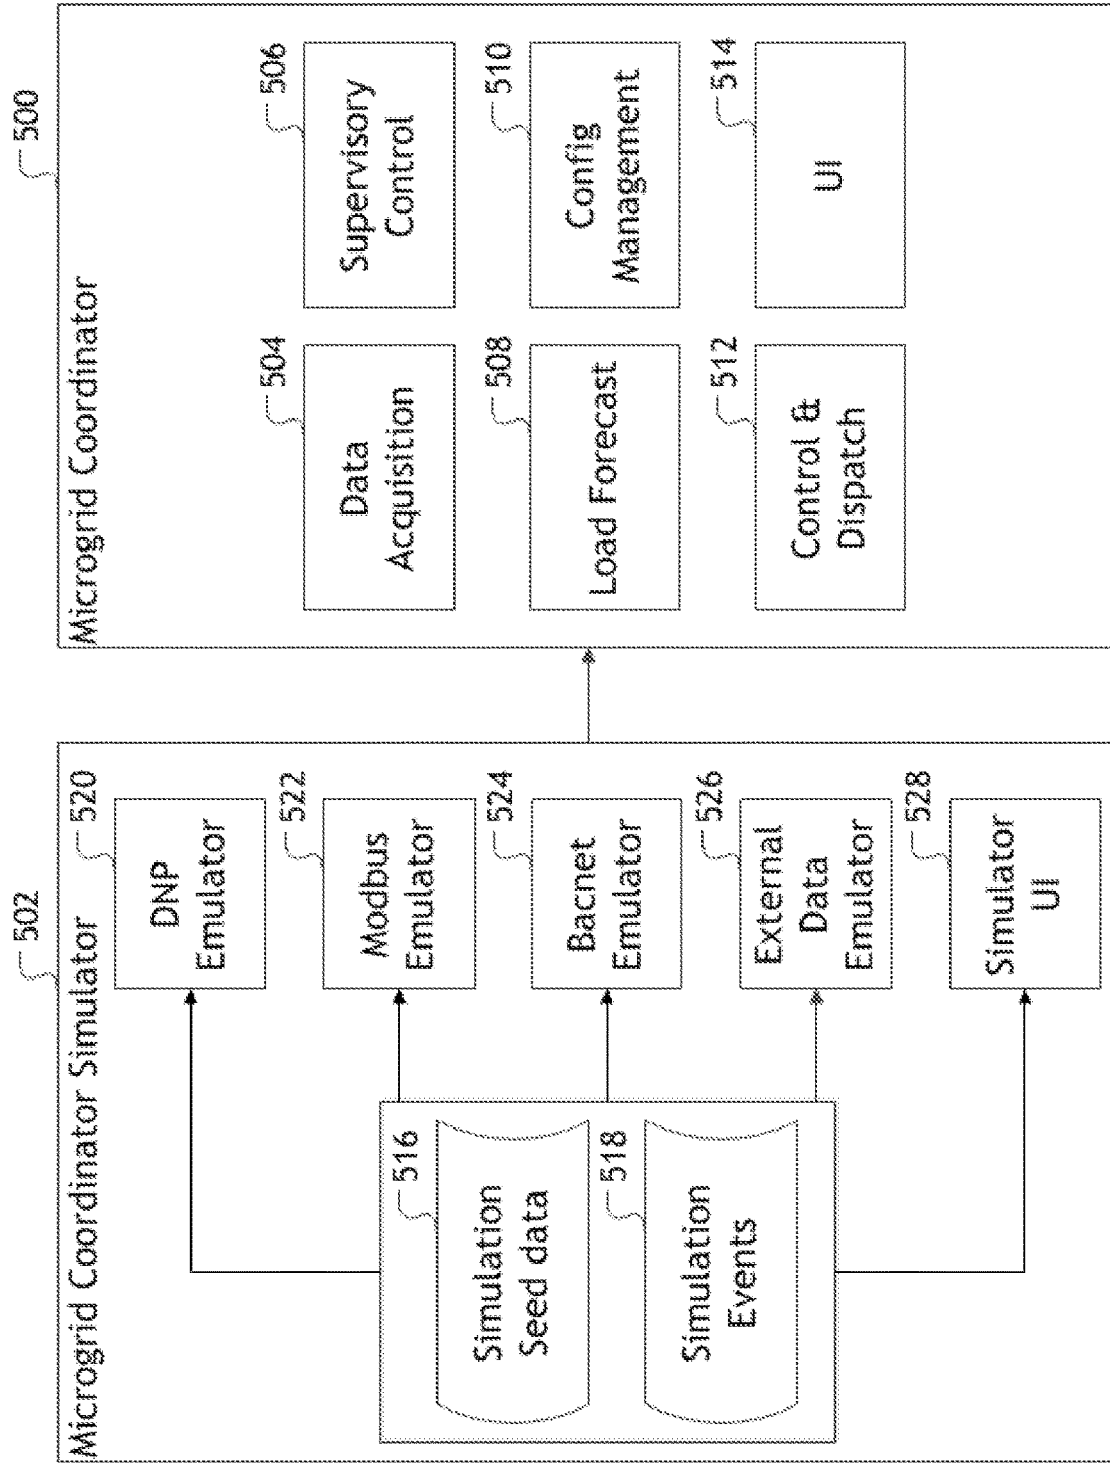 502
Microgrid Coordinator Simulator
516
Simulation
Seed data
518
Simulation
Events
520
DNP
Emulator
522
Modbus
Emulator
524
Bacnet
Emulator
526
External
Data
Emulator
528
Simulator
UI
500
Microgrid Coordinator
504
Data
Acquisition
506
Supervisory
Control
508
Load Forecast
510
Config
Management
512
Control &
Dispatch
514
UI